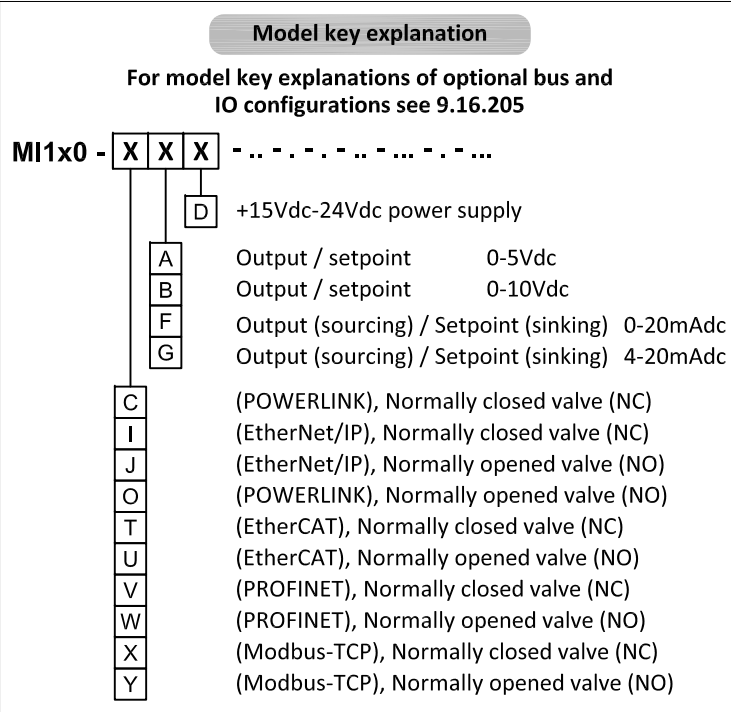 Model key explanation
For model key explanations of optional bus and
IO configurations see 9.16.205
MI1x0 - X X X - .. - . - . - .. - ... - . - ...
D +15Vdc-24Vdc power supply
A Output / setpoint 0-5Vdc
B Output / setpoint 0-10Vdc
F Output (sourcing) / Setpoint (sinking) 0-20mAdc
G Output (sourcing) / Setpoint (sinking) 4-20mAdc
C (POWERLINK), Normally closed valve (NC)
I (EtherNet/IP), Normally closed valve (NC)
J (EtherNet/IP), Normally opened valve (NO)
O (POWERLINK), Normally opened valve (NO)
T (EtherCAT), Normally closed valve (NC)
U (EtherCAT), Normally opened valve (NO)
V (PROFINET), Normally closed valve (NC)
W (PROFINET), Normally opened valve (NO)
X (Modbus-TCP), Normally closed valve (NC)
Y (Modbus-TCP), Normally opened valve (NO)